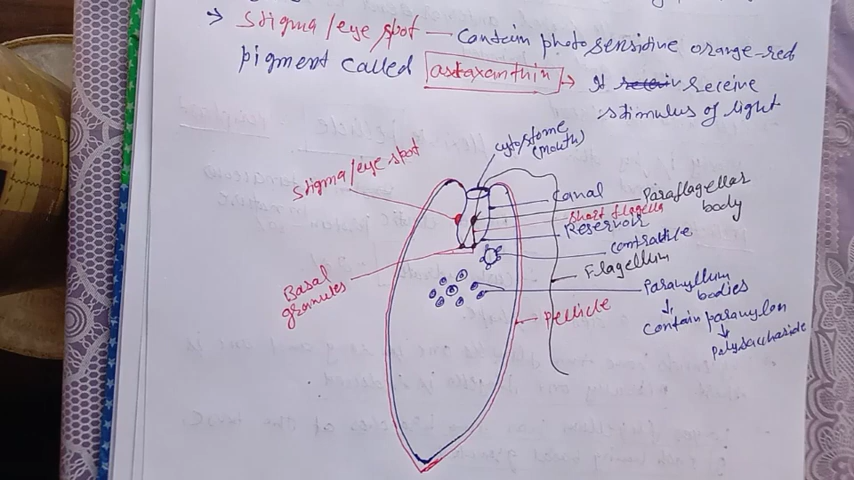 → Stigma/eye spot — Contain photosensitive orange-red
pigment called astaxanthin → It receive
stimulus of light
cytostome
(mouth)
Stigma/eye spot
Canal
Paraflagellar
body
Short flagella
Reservoir
Contractile
Flagellum
Basal
granules
Paramyllum
bodies
↓
Contain paramylon
↓
Polysaccharide
Pellicle